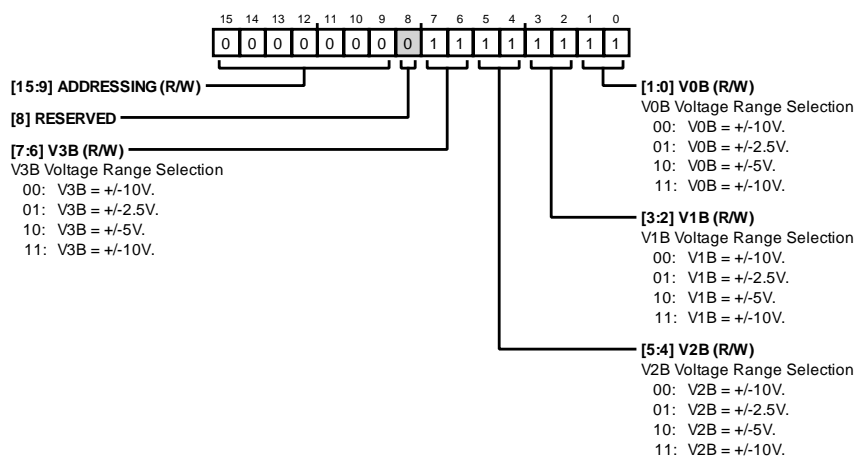 15 14 13 12 11 10 9 8 7 6 5 4 3 2 1 0
0 0 0 0 0 0 0 0 1 1 1 1 1 1 1 1
[15:9] ADDRESSING (R/W)
[8] RESERVED
[7:6] V3B (R/W)
V3B Voltage Range Selection
00: V3B = +/-10V.
01: V3B = +/-2.5V.
10: V3B = +/-5V.
11: V3B = +/-10V.
[1:0] V0B (R/W)
V0B Voltage Range Selection
00: V0B = +/-10V.
01: V0B = +/-2.5V.
10: V0B = +/-5V.
11: V0B = +/-10V.
[3:2] V1B (R/W)
V1B Voltage Range Selection
00: V1B = +/-10V.
01: V1B = +/-2.5V.
10: V1B = +/-5V.
11: V1B = +/-10V.
[5:4] V2B (R/W)
V2B Voltage Range Selection
00: V2B = +/-10V.
01: V2B = +/-2.5V.
10: V2B = +/-5V.
11: V2B = +/-10V.